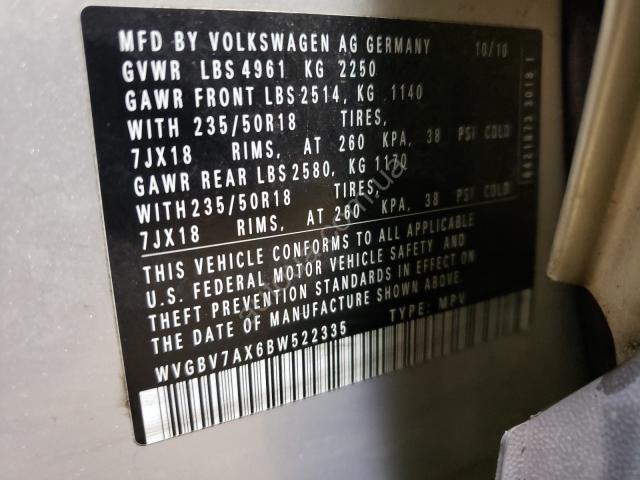 MFD BY VOLKSWAGEN AG GERMANY 10/10
GVWR LBS 4961 KG 2250
GAWR FRONT LBS 2514, KG 1140
WITH 235/50R18 TIRES,
7JX18 RIMS, AT 260 KPA, 38 PSI COLD
GAWR REAR LBS 2580, KG 1170
WITH 235/50R18 TIRES,
7JX18 RIMS, AT 260 KPA, 38 PSI COLD
THIS VEHICLE CONFORMS TO ALL APPLICABLE
U.S. FEDERAL MOTOR VEHICLE SAFETY AND
THEFT PREVENTION STANDARDS IN EFFECT ON
THE DATE OF MANUFACTURE SHOWN ABOVE.
WVGBV7AX6BW522335 TYPE: MPV